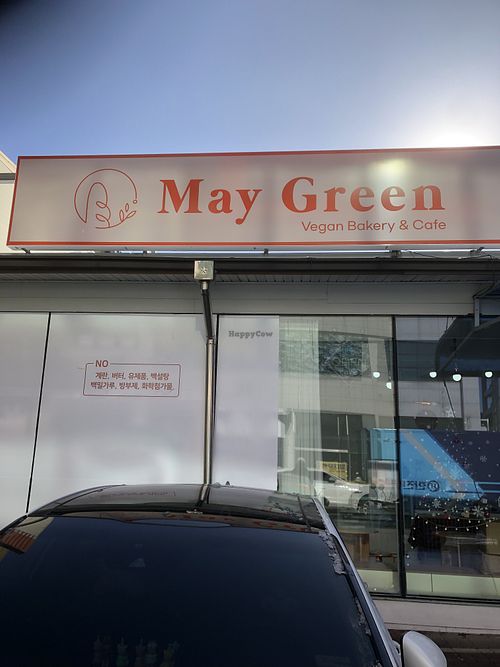 May Green
Vegan Bakery & Cafe
HappyCow
NO
계란, 버터, 유제품, 백설탕
백밀가루, 방부제, 화학첨가물